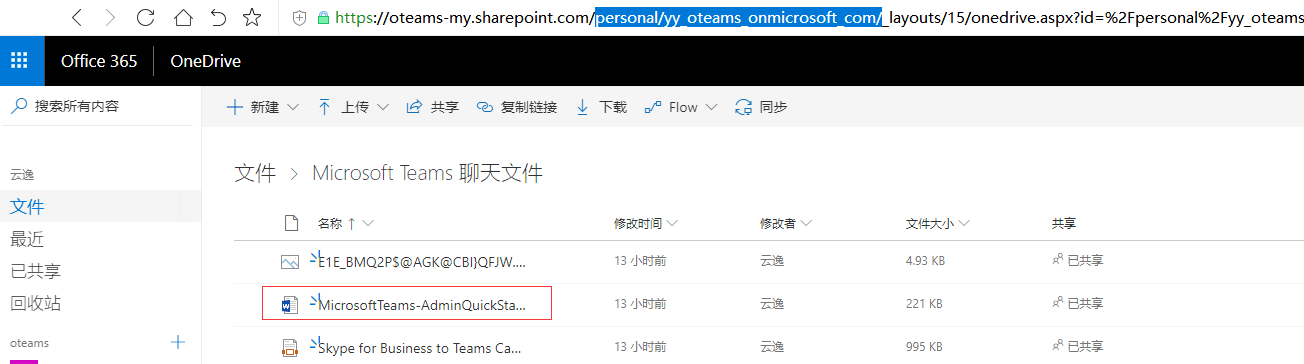 https://oteams-my.sharepoint.com/personal/yy_oteams_onmicrosoft_com/_layouts/15/onedrive.aspx?id=%2Fpersonal%2Fyy_oteams
Office 365 OneDrive
搜索所有内容
新建 上传 共享 复制链接 下载 Flow 同步
云逸
文件
最近
已共享
回收站
oteams
文件 > Microsoft Teams 聊天文件
名称 ↑ 修改时间 修改者 文件大小 共享
E1E_BMQ2P$@AGK@CBI}QFJW.... 13 小时前 云逸 4.93 KB 已共享
MicrosoftTeams-AdminQuickSta... 13 小时前 云逸 221 KB 已共享
Skype for Business to Teams Ca... 13 小时前 云逸 995 KB 已共享